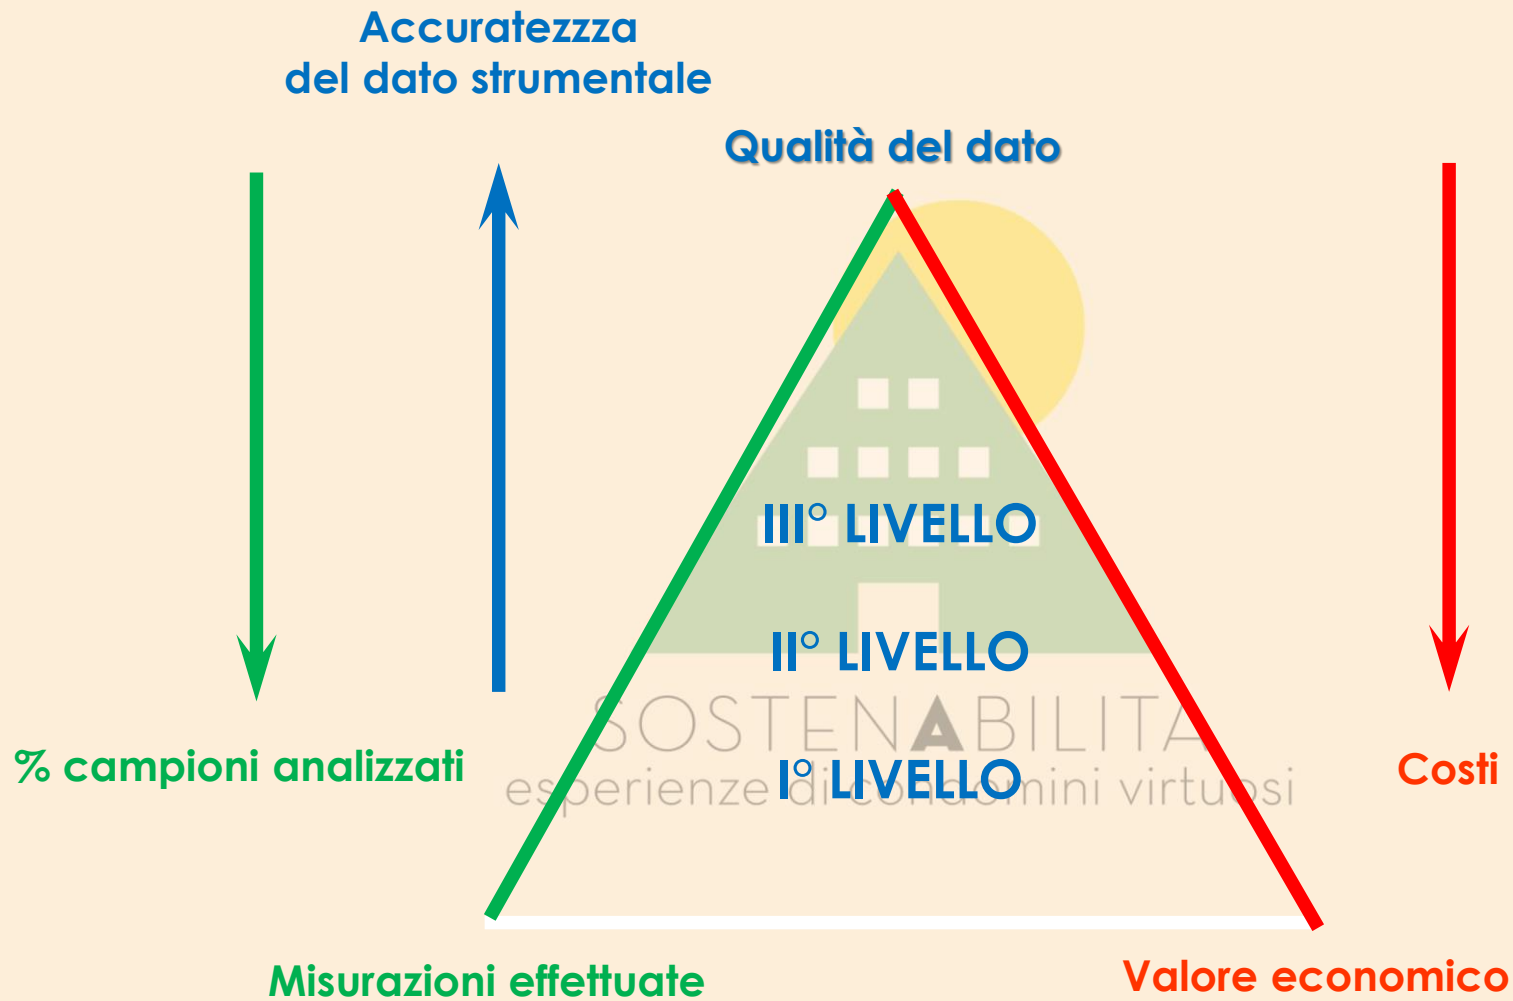 Accuratezzza
del dato strumentale
Qualità del dato
III° LIVELLO
II° LIVELLO
SOSTENABILITA
I° LIVELLO
esperienze di condomini virtuosi
% campioni analizzati
Costi
Misurazioni effettuate
Valore economico